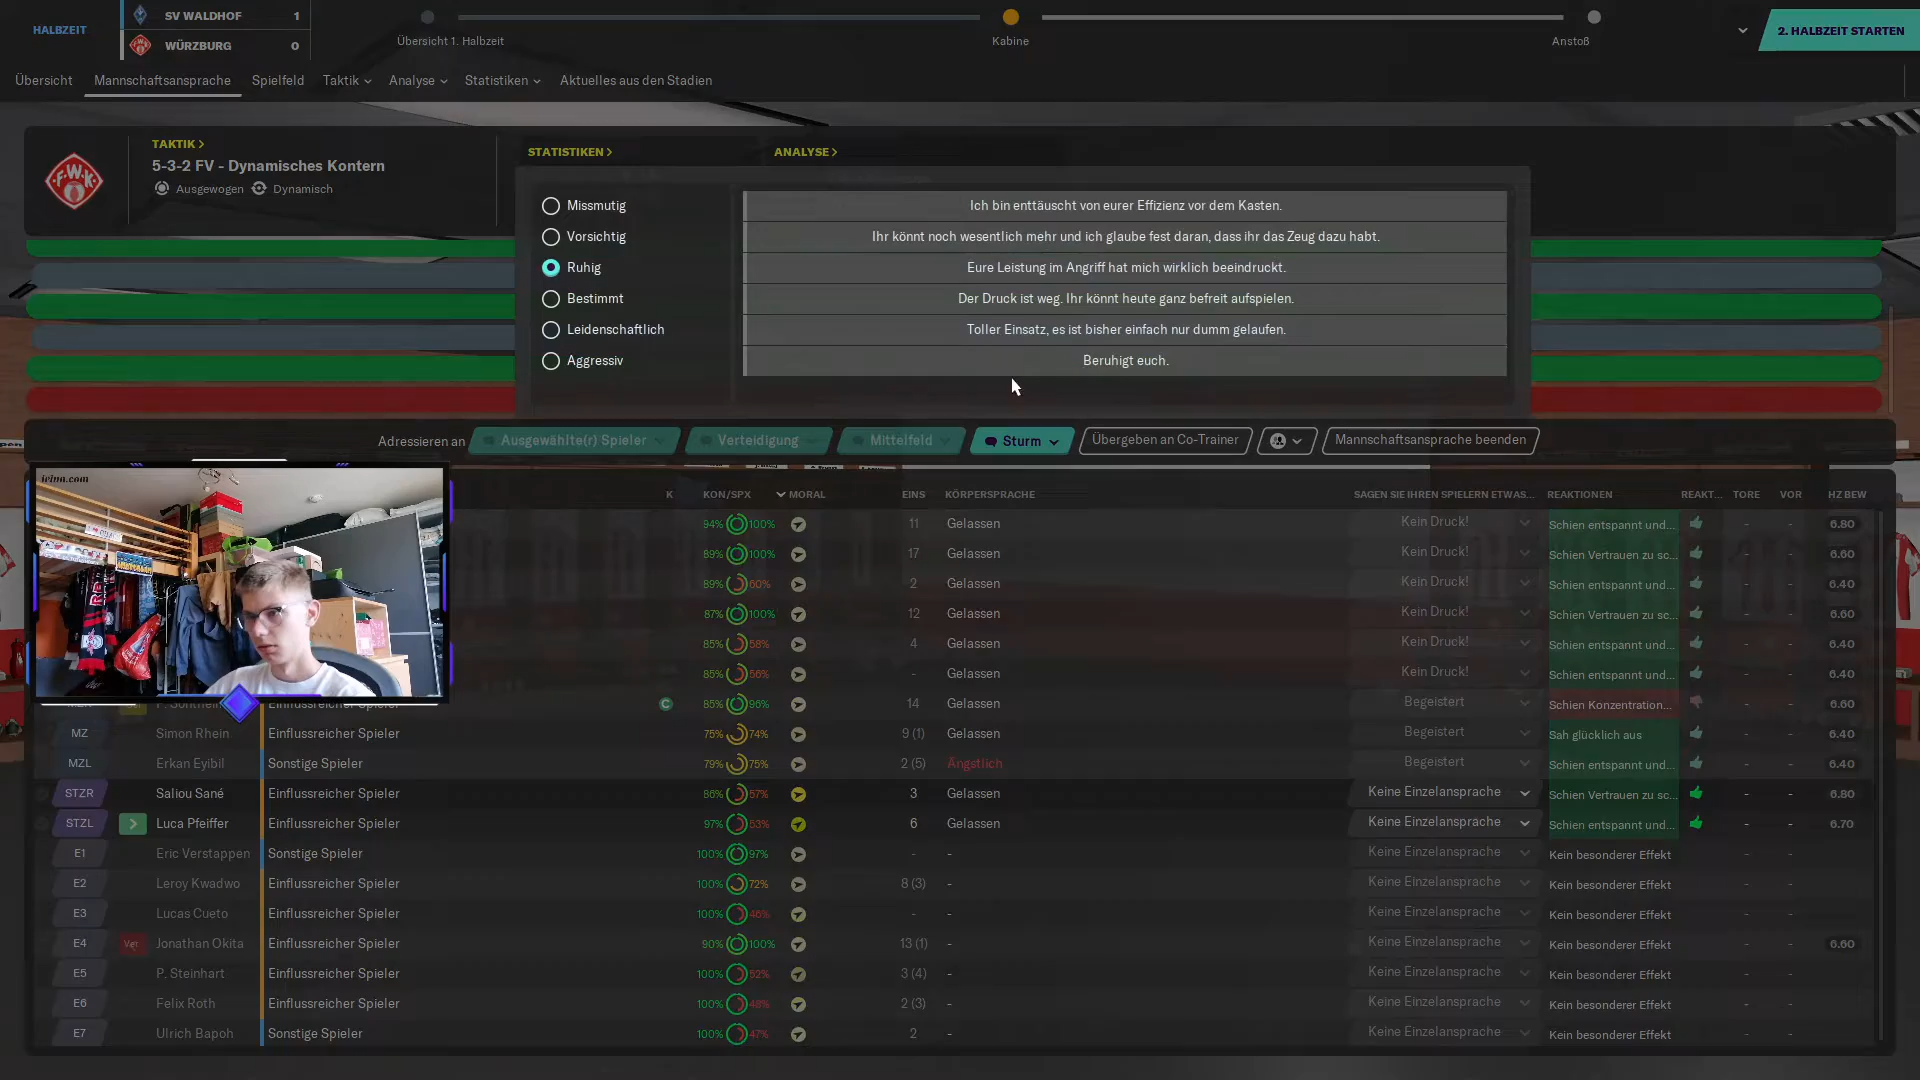 HALBZEIT
SV WALDHOF 1
WÜRZBURG 0
Übersicht 1. Halbzeit
Kabine
Anstoß
2. HALBZEIT STARTEN
Übersicht Mannschaftsansprache Spielfeld Taktik Analyse Statistiken Aktuelles aus den Stadien
TAKTIK >
5-3-2 FV - Dynamisches Kontern
Ausgewogen Dynamisch
STATISTIKEN >
ANALYSE >
Missmutig
Vorsichtig
Ruhig
Bestimmt
Leidenschaftlich
Aggressiv
Ich bin enttäuscht von eurer Effizienz vor dem Kasten.
Ihr könnt noch wesentlich mehr und ich glaube fest daran, dass ihr das Zeug dazu habt.
Eure Leistung im Angriff hat mich wirklich beeindruckt.
Der Druck ist weg. Ihr könnt heute ganz befreit aufspielen.
Toller Einsatz, es ist bisher einfach nur dumm gelaufen.
Beruhigt euch.
Adressieren an Ausgewählte(r) Spieler Verteidigung Mittelfeld Sturm Übergeben an Co-Trainer Mannschaftsansprache beenden
K KON/SPX MORAL EINS KÖRPERSPRACHE SAGEN SIE IHREN SPIELERN ETWAS... REAKTIONEN REAKT... TORE VOR HZ BEW
94% 100% 11 Gelassen Kein Druck! Schien entspannt und... - - 6.80
89% 100% 17 Gelassen Kein Druck! Schien Vertrauen zu sc... - - 6.60
89% 60% 2 Gelassen Kein Druck! Schien entspannt und... - - 6.40
87% 100% 12 Gelassen Kein Druck! Schien Vertrauen zu sc... - - 6.60
85% 58% 4 Gelassen Kein Druck! Schien entspannt und... - - 6.40
85% 56% - Gelassen Kein Druck! Schien entspannt und... - - 6.40
Einflussreicher Spieler C 85% 96% 14 Gelassen Begeistert Schien Konzentration... - - 6.60
MZ Simon Rhein Einflussreicher Spieler 75% 74% 9 (1) Gelassen Begeistert Sah glücklich aus - - 6.40
MZL Erkan Eyibil Sonstige Spieler 79% 75% 2 (5) Ängstlich Begeistert Schien entspannt und... - - 6.40
STZR Saliou Sané Einflussreicher Spieler 86% 57% 3 Gelassen Keine Einzelansprache Schien Vertrauen zu sc... - - 6.80
STZL Luca Pfeiffer Einflussreicher Spieler 97% 53% 6 Gelassen Keine Einzelansprache Schien entspannt und... - - 6.70
E1 Eric Verstappen Sonstige Spieler 100% 97% - - Keine Einzelansprache Kein besonderer Effekt - -
E2 Leroy Kwadwo Einflussreicher Spieler 100% 72% 8 (3) - Keine Einzelansprache Kein besonderer Effekt - -
E3 Lucas Cueto Einflussreicher Spieler 100% 46% - - Keine Einzelansprache Kein besonderer Effekt - -
E4 Jonathan Okita Einflussreicher Spieler 90% 100% 13 (1) - Keine Einzelansprache Kein besonderer Effekt - - 6.60
E5 P. Steinhart Einflussreicher Spieler 100% 52% 3 (4) - Keine Einzelansprache Kein besonderer Effekt - -
E6 Felix Roth Einflussreicher Spieler 100% 48% 2 (3) - Keine Einzelansprache Kein besonderer Effekt - -
E7 Ulrich Bapoh Sonstige Spieler 100% 47% 2 - Keine Einzelansprache Kein besonderer Effekt - -